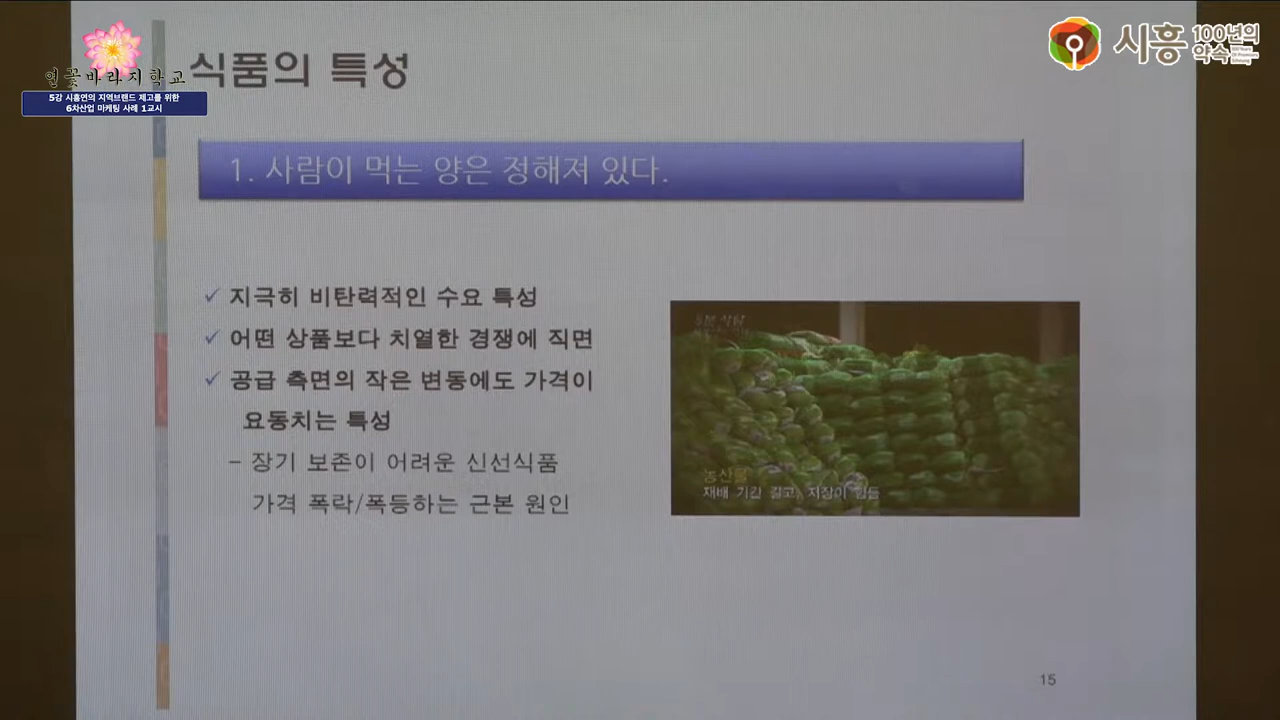 연꽃바라지학교
5강 시흥연의 지역브랜드 제고를 위한
6차산업 마케팅 사례 1교시
시흥 100년의 약속
식품의 특성
1. 사람이 먹는 양은 정해져 있다.
✓ 지극히 비탄력적인 수요 특성
✓ 어떤 상품보다 치열한 경쟁에 직면
✓ 공급 측면의 작은 변동에도 가격이
요동치는 특성
– 장기 보존이 어려운 신선식품
가격 폭락/폭등하는 근본 원인
농산물
재배 기간 길고, 저장이 힘듦
15